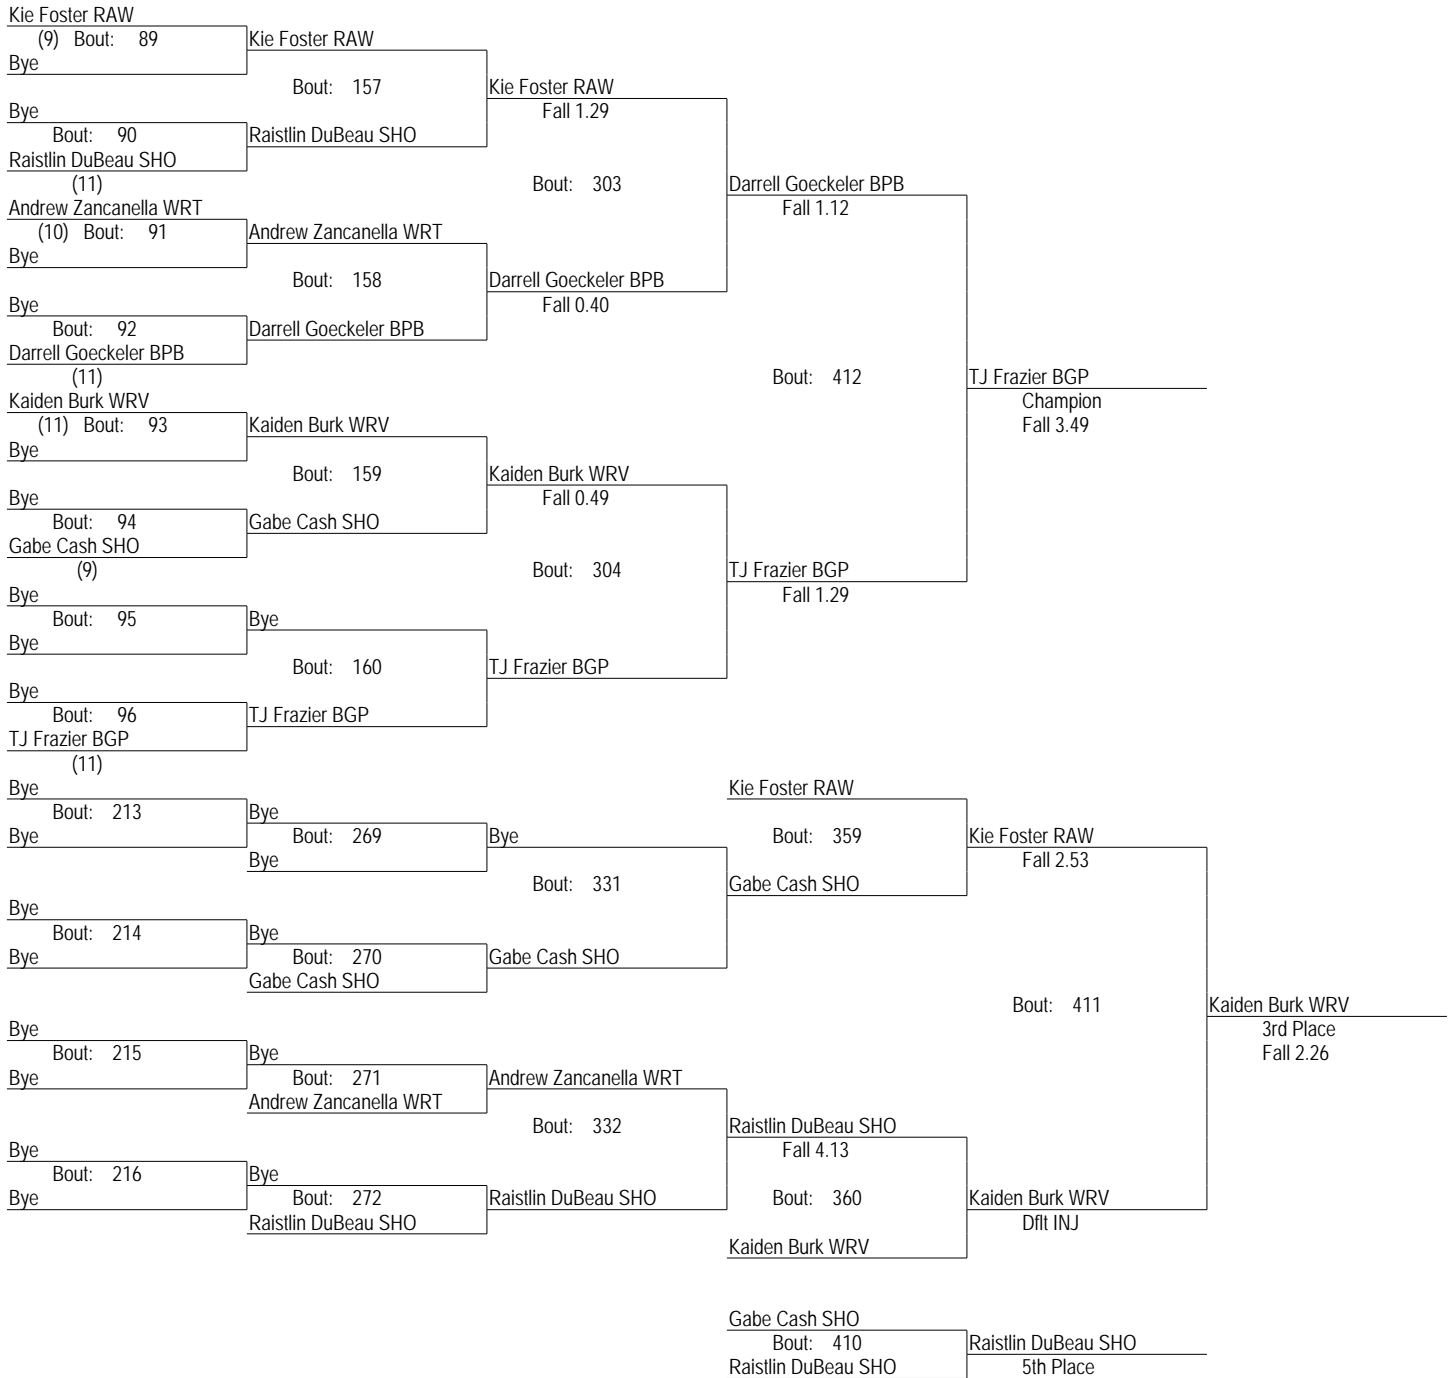 Kie Foster RAW
(9) Bout: 89 Kie Foster RAW
Bye
Bout: 157 Kie Foster RAW
Bye Fall 1.29
Bout: 90 Raistlin DuBeau SHO
Raistlin DuBeau SHO
(11) Bout: 303 Darrell Goeckeler BPB
Andrew Zancanella WRT Fall 1.12
(10) Bout: 91 Andrew Zancanella WRT
Bye
Bout: 158 Darrell Goeckeler BPB
Bye Fall 0.40
Bout: 92 Darrell Goeckeler BPB
Darrell Goeckeler BPB
(11) Bout: 412 TJ Frazier BGP
Kaiden Burk WRV Champion
(11) Bout: 93 Kaiden Burk WRV Fall 3.49
Bye
Bout: 159 Kaiden Burk WRV
Bye Fall 0.49
Bout: 94 Gabe Cash SHO
Gabe Cash SHO
(9) Bout: 304 TJ Frazier BGP
Bye Fall 1.29
Bout: 95 Bye
Bye
Bout: 160 TJ Frazier BGP
Bye
Bout: 96 TJ Frazier BGP
TJ Frazier BGP
(11)
Bye Kie Foster RAW
Bout: 213 Bye
Bye Bout: 269 Bye Bout: 359 Kie Foster RAW
Bye Fall 2.53
Bout: 331 Gabe Cash SHO
Bye
Bout: 214 Bye
Bye Bout: 270 Gabe Cash SHO
Gabe Cash SHO
Bout: 411 Kaiden Burk WRV
Bye 3rd Place
Bout: 215 Bye Fall 2.26
Bye Bout: 271 Andrew Zancanella WRT
Andrew Zancanella WRT
Bout: 332 Raistlin DuBeau SHO
Bye Fall 4.13
Bout: 216 Bye
Bye Bout: 272 Raistlin DuBeau SHO Bout: 360 Kaiden Burk WRV
Raistlin DuBeau SHO Dflt INJ
Kaiden Burk WRV
Gabe Cash SHO
Bout: 410 Raistlin DuBeau SHO
Raistlin DuBeau SHO 5th Place